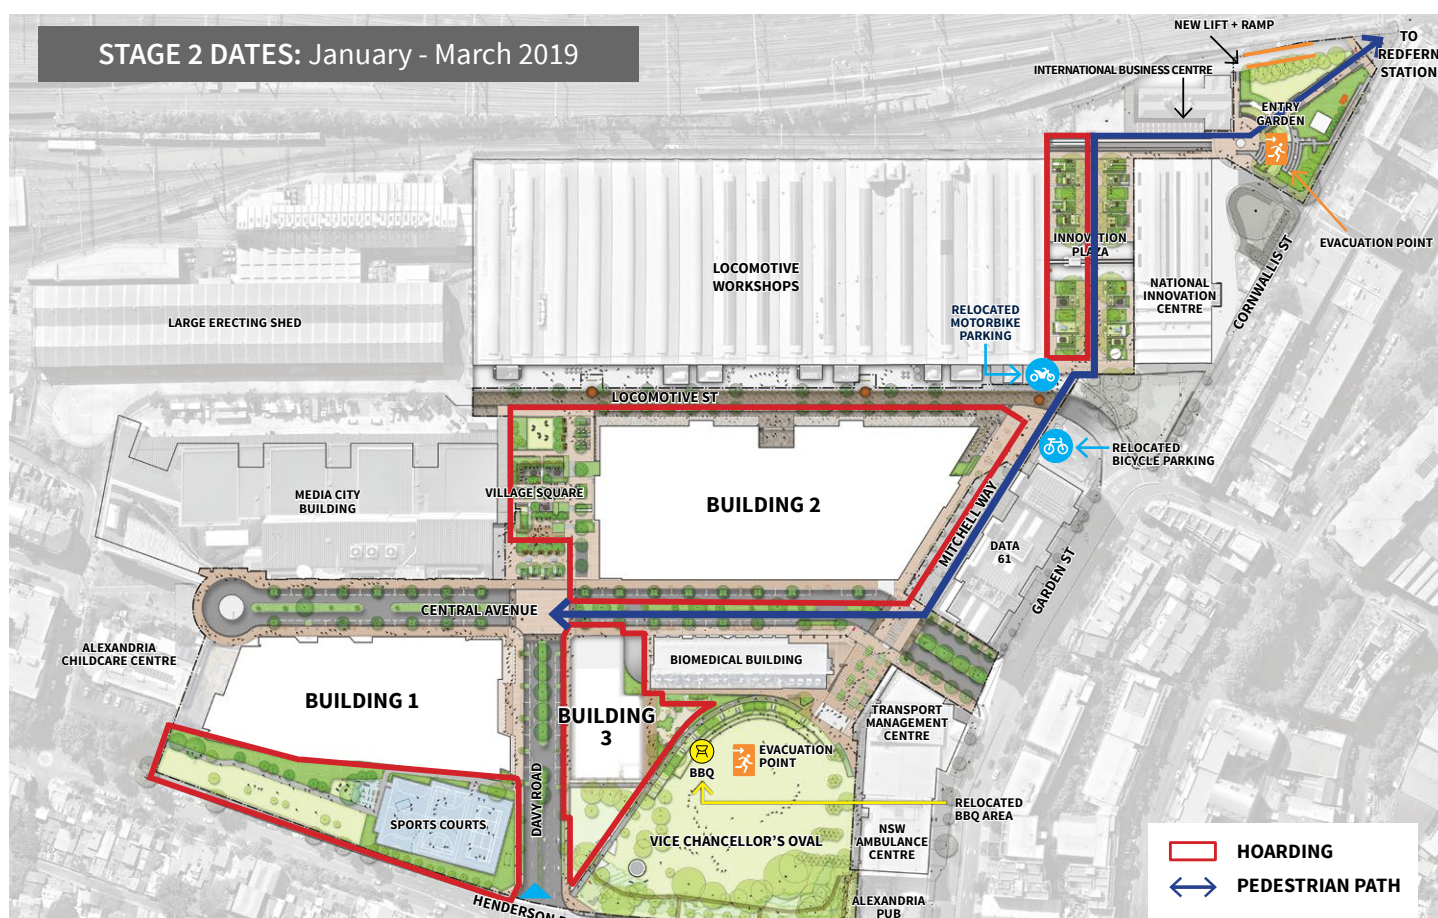 STAGE 2 DATES: January - March 2019
NEW LIFT + RAMP
TO
REDFERN
STATION
INTERNATIONAL BUSINESS CENTRE
ENTRY
GARDEN
EVACUATION POINT
INNOVATION
PLAZA
LOCOMOTIVE
WORKSHOPS
NATIONAL
INNOVATION
CENTRE
CORNWALLIS ST
LARGE ERECTING SHED
RELOCATED
MOTORBIKE
PARKING
LOCOMOTIVE ST
RELOCATED
BICYCLE PARKING
MEDIA CITY
BUILDING
VILLAGE SQUARE
BUILDING 2
MITCHELL WAY
DATA
61
GARDEN ST
CENTRAL AVENUE
ALEXANDRIA
CHILDCARE CENTRE
BIOMEDICAL BUILDING
BUILDING 1
BUILDING
3
TRANSPORT
MANAGEMENT
CENTRE
EVACUATION
POINT
BBQ
DAVY ROAD
SPORTS COURTS
RELOCATED
BBQ AREA
VICE CHANCELLOR'S OVAL
NSW
AMBULANCE
CENTRE
HOARDING
PEDESTRIAN PATH
HENDERSON
ALEXANDRIA
PUB